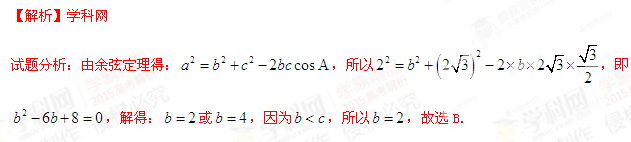 【解析】学科网
试题分析：由余弦定理得：a² = b² + c² − 2bc cos A，所以 2² = b² + (2√3)² − 2 × b × 2√3 × √3/2，即
b² − 6b + 8 = 0，解得：b = 2 或 b = 4，因为 b < c，所以 b = 2，故选 B.